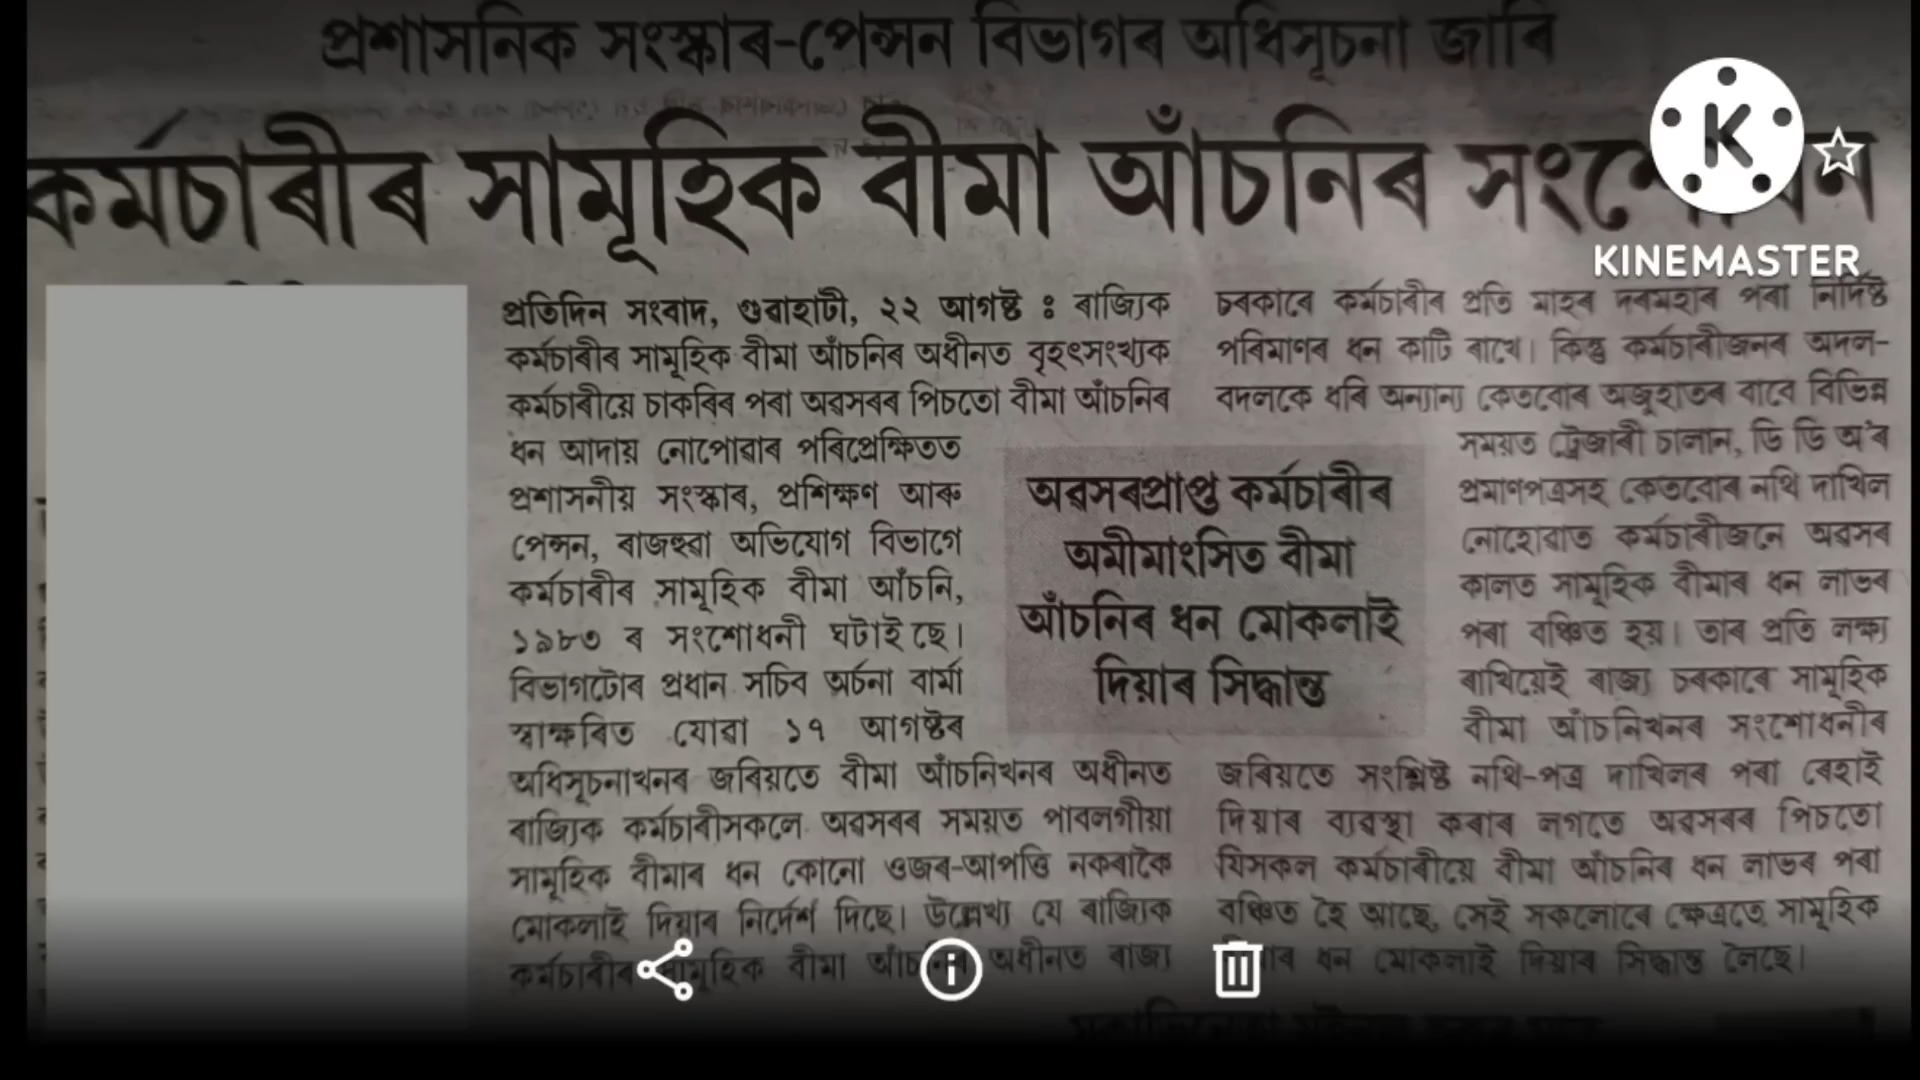 প্ৰশাসনিক সংস্কাৰ-পেন্সন বিভাগৰ অধিসূচনা জাৰি
কৰ্মচাৰীৰ সামূহিক বীমা আঁচনিৰ
KINEMASTER
প্ৰতিদিন সংবাদ, গুৱাহাটী, ২২ আগষ্ট : ৰাজ্যিক
কৰ্মচাৰীৰ সামূহিক বীমা আঁচনিৰ অধীনত বৃহৎসংখ্যক
কৰ্মচাৰীয়ে চাকৰিৰ পৰা অৱসৰৰ পিচতো বীমা আঁচনিৰ
ধন আদায় নোপোৱাৰ পৰিপ্ৰেক্ষিতত
প্ৰশাসনীয় সংস্কাৰ, প্ৰশিক্ষণ আৰু
পেন্সন, ৰাজহুৱা অভিযোগ বিভাগে
কৰ্মচাৰীৰ সামূহিক বীমা আঁচনি,
১৯৮৩ ৰ সংশোধনী ঘটাইছে।
বিভাগটোৰ প্ৰধান সচিব অৰ্চনা বাৰ্মা
স্বাক্ষৰিত যোৱা ১৭ আগষ্টৰ
অধিসূচনাখনৰ জৰিয়তে বীমা আঁচনিখনৰ অধীনত
ৰাজ্যিক কৰ্মচাৰীসকলে অৱসৰৰ সময়ত পাবলগীয়া
সামূহিক বীমাৰ ধন কোনো ওজৰ-আপত্তি নকৰাকৈ
মোকলাই দিয়াৰ নিৰ্দেশ দিছে। উল্লেখ্য যে ৰাজ্যিক
কৰ্মচাৰীৰ সামূহিক বীমা অধীনত ৰাজ্য
অৱসৰপ্ৰাপ্ত কৰ্মচাৰীৰ
অমীমাংসিত বীমা
আঁচনিৰ ধন মোকলাই
দিয়াৰ সিদ্ধান্ত
চৰকাৰে কৰ্মচাৰীৰ প্ৰতি মাহৰ দৰমহাৰ পৰা নিৰ্দিষ্ট
পৰিমাণৰ ধন কাটি ৰাখে। কিন্তু কৰ্মচাৰীজনৰ অদল-
বদলকে ধৰি অন্যান্য কেতবোৰ অজুহাতৰ বাবে বিভিন্ন
সময়ত ট্ৰেজাৰী চালান, ডি ডি অ'ৰ
প্ৰমাণপত্ৰসহ কেতবোৰ নথি দাখিল
নোহোৱাত কৰ্মচাৰীজনে অৱসৰ
কালত সামূহিক বীমাৰ ধন লাভৰ
পৰা বঞ্চিত হয়। তাৰ প্ৰতি লক্ষ্য
ৰাখিয়েই ৰাজ্য চৰকাৰে সামূহিক
বীমা আঁচনিখনৰ সংশোধনীৰ
জৰিয়তে সংশ্লিষ্ট নথি-পত্ৰ দাখিলৰ পৰা ৰেহাই
দিয়াৰ ব্যৱস্থা কৰাৰ লগতে অৱসৰৰ পিচতো
যিসকল কৰ্মচাৰীয়ে বীমা আঁচনিৰ ধন লাভৰ পৰা
বঞ্চিত হৈ আছে, সেই সকলোৰে ক্ষেত্ৰতে সামূহিক
ধন মোকলাই দিয়াৰ সিদ্ধান্ত লৈছে।